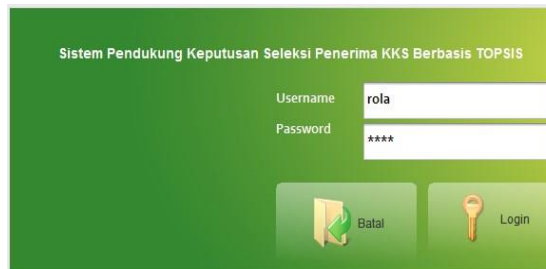 Sistem Pendukung Keputusan Seleksi Penerima KKS Berbasis TOPSIS
Username rola
Password ****
Batal Login